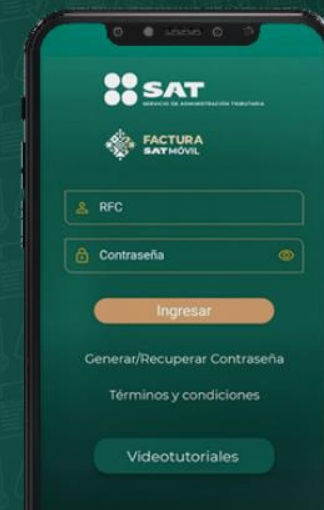 SAT
SERVICIO DE ADMINISTRACIÓN TRIBUTARIA
FACTURA
SAT MÓVIL
RFC
Contraseña
Ingresar
Generar/Recuperar Contraseña
Términos y condiciones
Videotutoriales